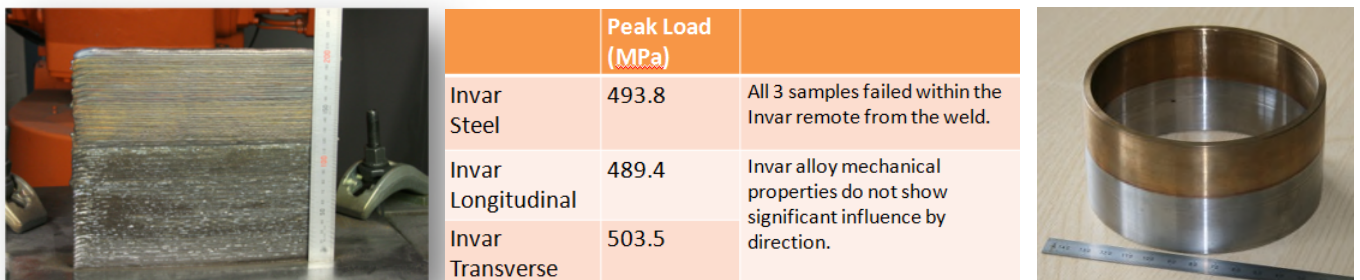 Peak Load
(MPa)
Invar
Steel
493.8
All 3 samples failed within the
Invar remote from the weld.
Invar
Longitudinal
489.4
Invar alloy mechanical
properties do not show
significant influence by
direction.
Invar
Transverse
503.5